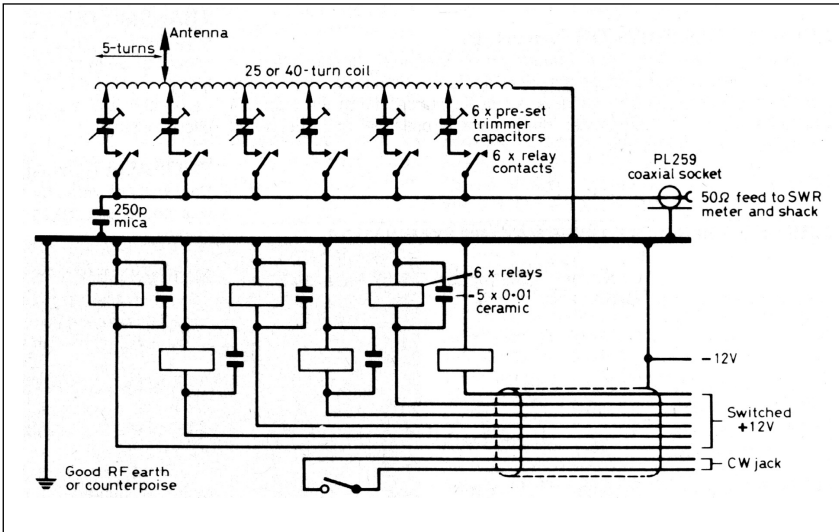 Antenna
5-turns
25 or 40-turn coil
6 x pre-set
trimmer
capacitors
6 x relay
contacts
PL259
coaxial socket
50Ω feed to SWR
meter and shack
250p
mica
6 x relays
5 x 0·01
ceramic
-12V
Switched
+12V
CW jack
Good RF earth
or counterpoise